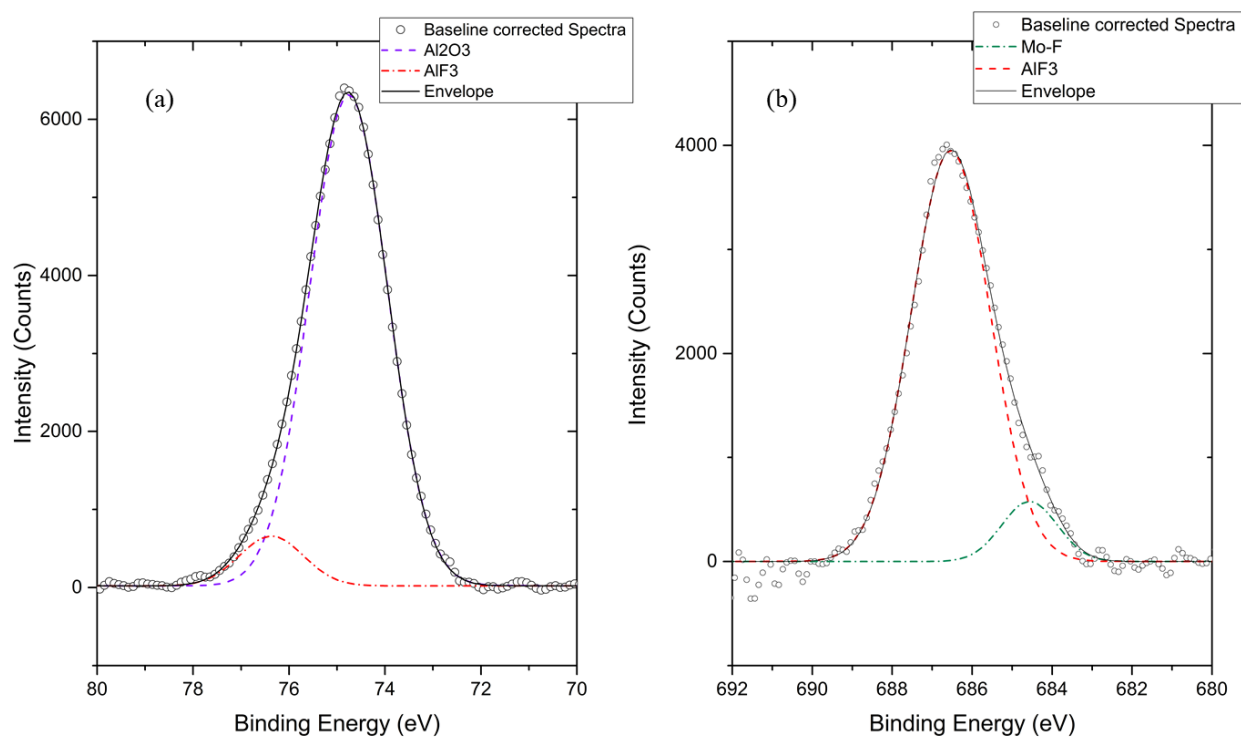 Baseline corrected Spectra
Al2O3
AlF3
Envelope
(a)
6000
4000
2000
0
Intensity (Counts)
80 78 76 74 72 70
Binding Energy (eV)
Baseline corrected Spectra
Mo-F
AlF3
Envelope
(b)
4000
2000
0
Intensity (Counts)
692 690 688 686 684 682 680
Binding Energy (eV)